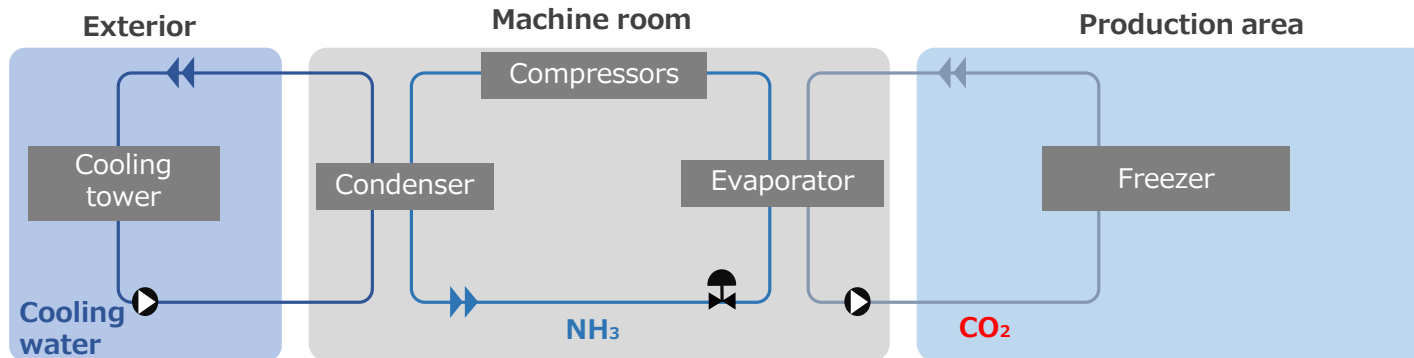 Exterior
Machine room
Production area
Compressors
Cooling
tower
Condenser
Evaporator
Freezer
Cooling
water
NH₃
CO₂